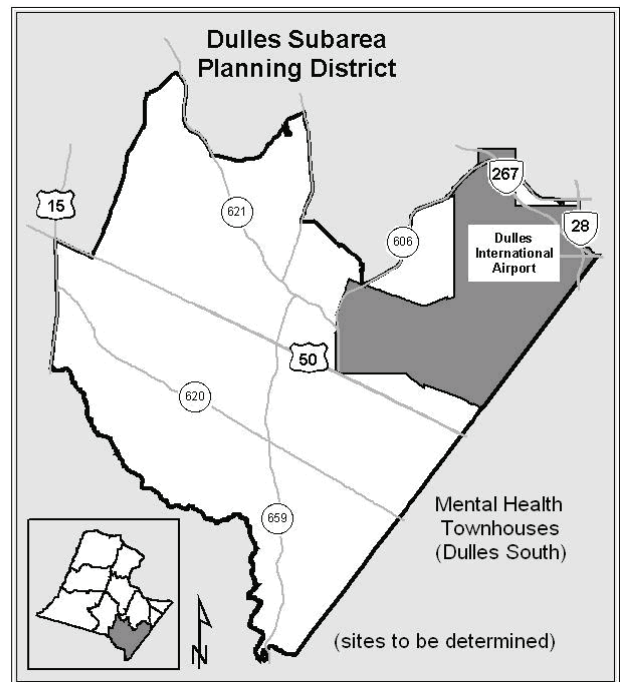 Dulles Subarea
Planning District
267
15
621
28
606
Dulles
International
Airport
50
620
659
Mental Health
Townhouses
(Dulles South)
N
(sites to be determined)